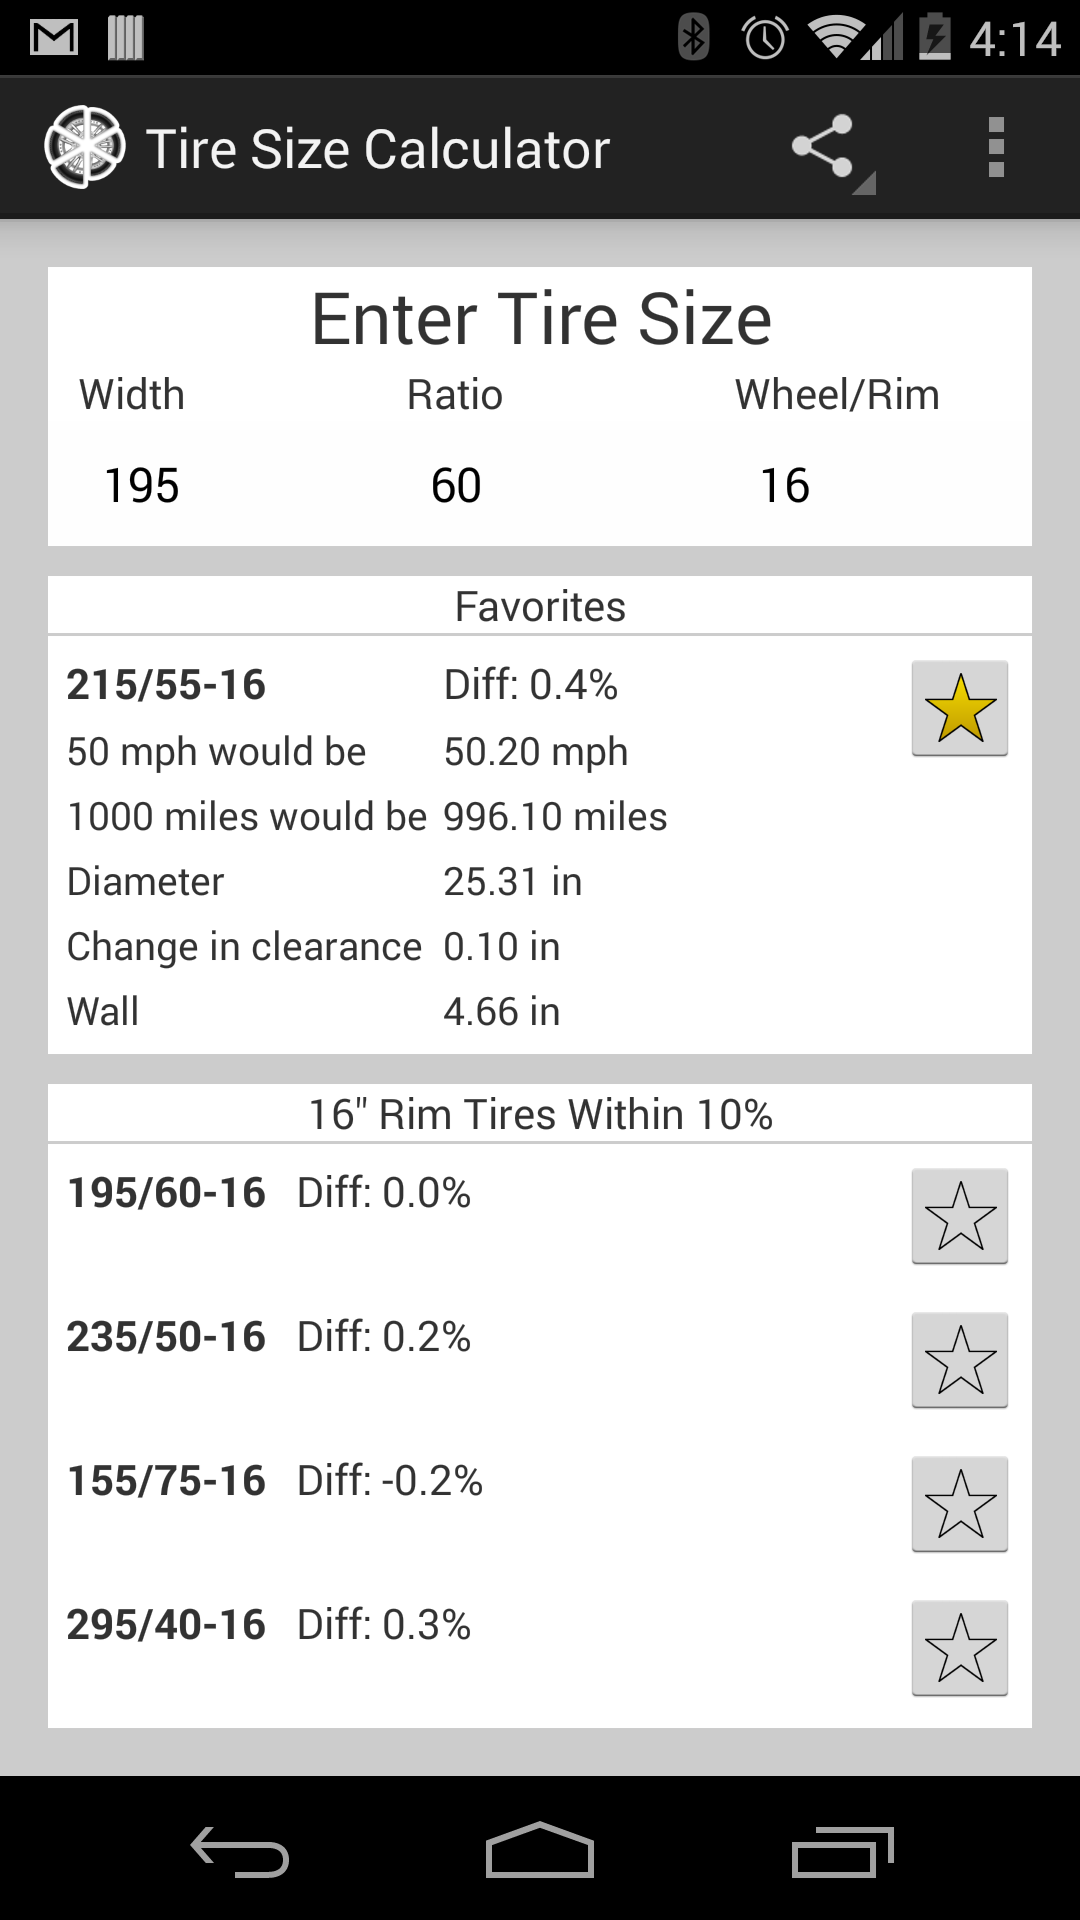 4:14
Tire Size Calculator
Enter Tire Size
Width Ratio Wheel/Rim
195 60 16
Favorites
215/55-16 Diff: 0.4%
50 mph would be 50.20 mph
1000 miles would be 996.10 miles
Diameter 25.31 in
Change in clearance 0.10 in
Wall 4.66 in
16" Rim Tires Within 10%
195/60-16 Diff: 0.0%
235/50-16 Diff: 0.2%
155/75-16 Diff: -0.2%
295/40-16 Diff: 0.3%